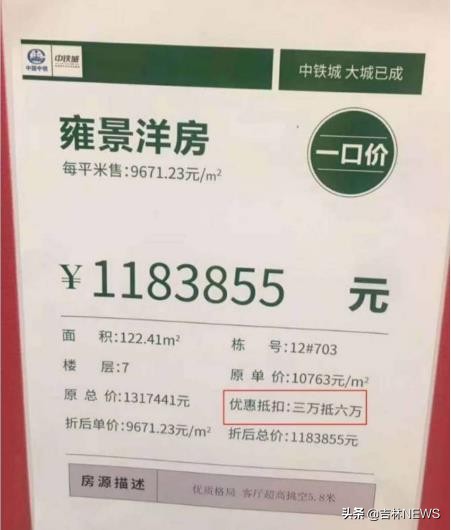 中国中铁 中铁城
中铁城 大城已成
雍景洋房
一口价
每平米售:9671.23元/m²
¥1183855 元
面积:122.41m² 栋号:12#703
楼层:7 原单价:10763元/m²
原总价:1317441元 优惠抵扣:三万抵六万
折后单价:9671.23元/m² 折后总价:1183855元
房源描述 优质格局 客厅超高挑空5.8米
头条@吉林NEWS